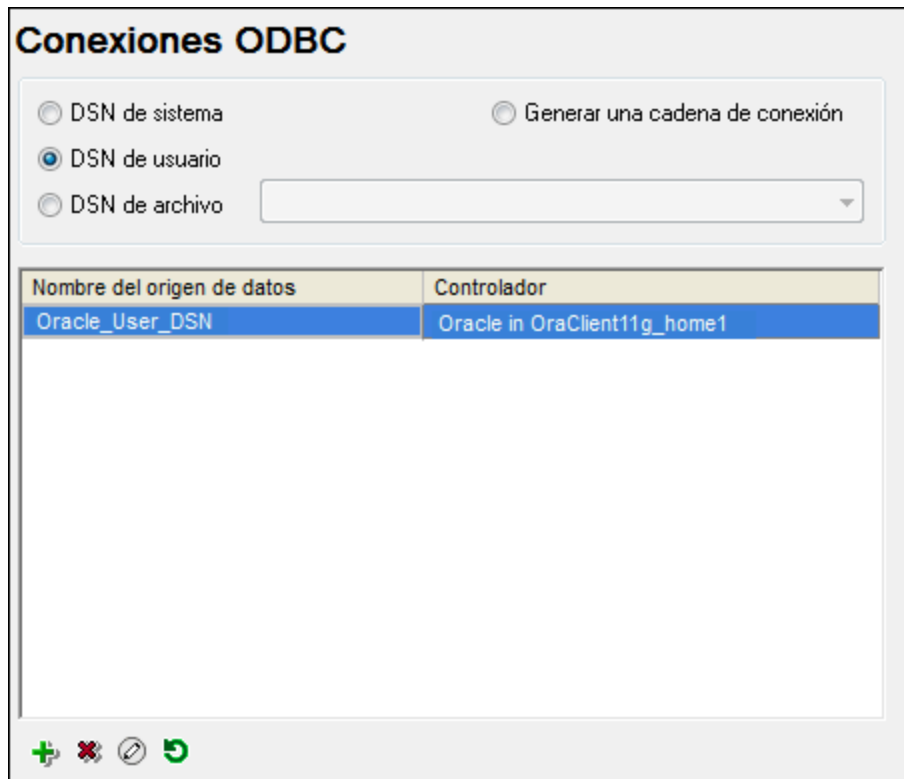 Conexiones ODBC
DSN de sistema
Generar una cadena de conexión
DSN de usuario
DSN de archivo
Nombre del origen de datos Controlador
Oracle_User_DSN Oracle in OraClient11g_home1